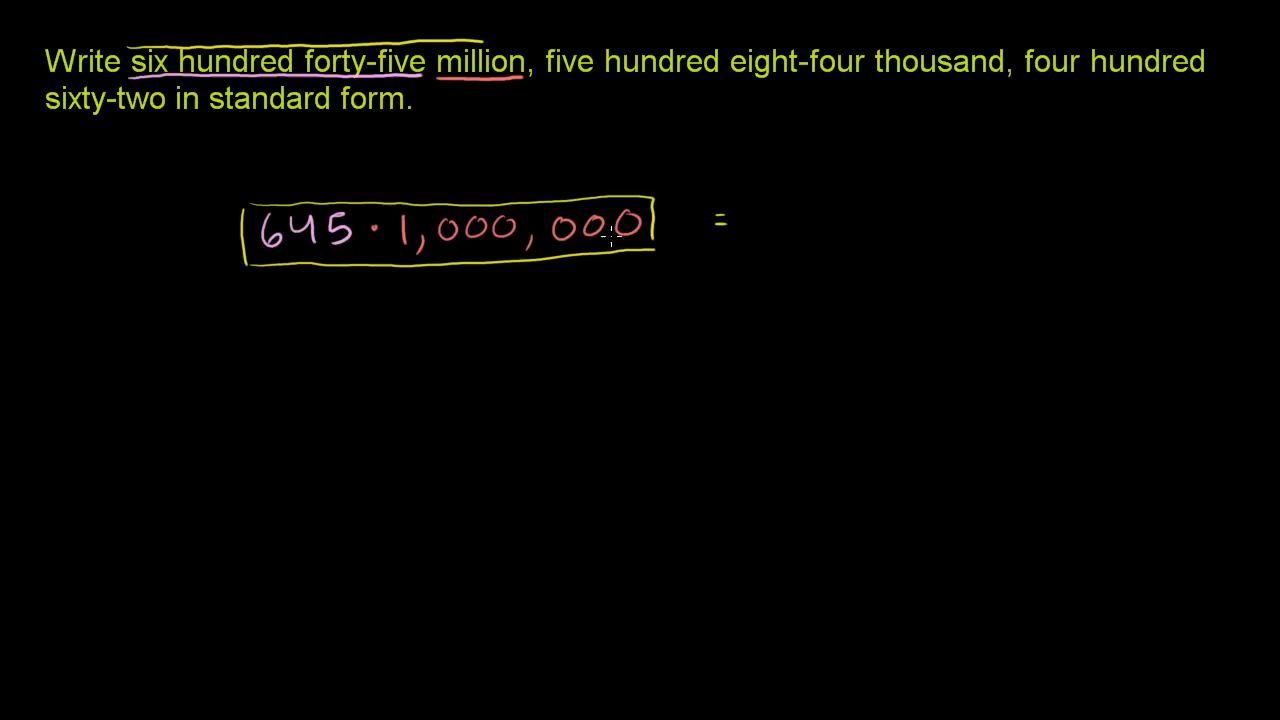 Write six hundred forty-five million, five hundred eight-four thousand, four hundred
sixty-two in standard form.
645 · 1,000,000 =